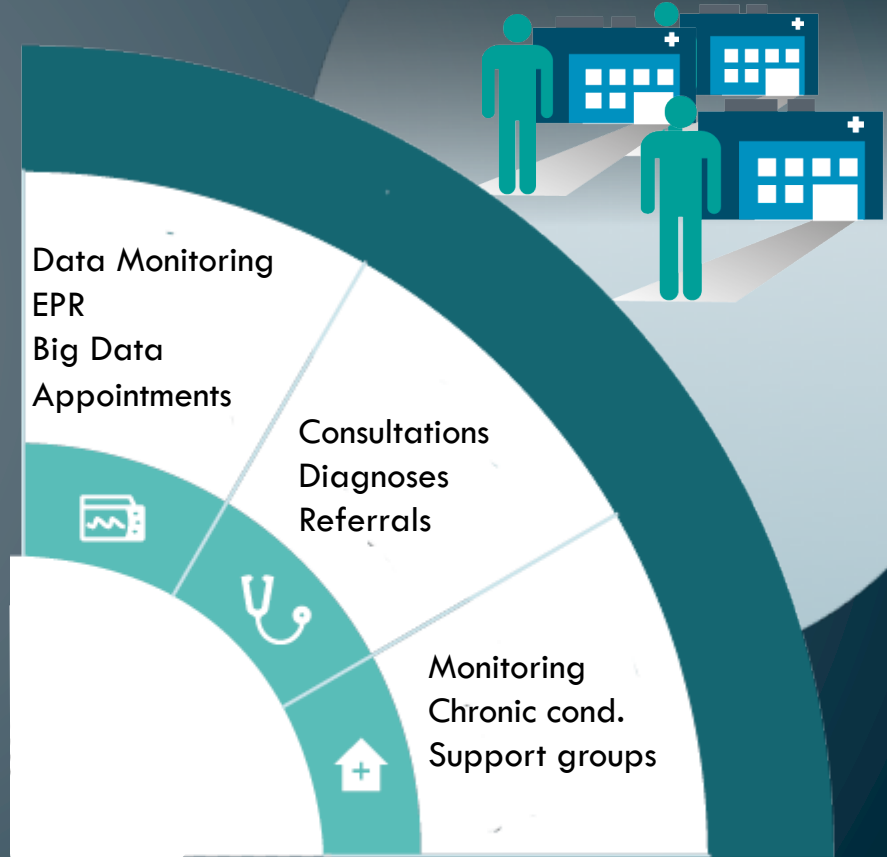 Data Monitoring
EPR
Big Data
Appointments
Consultations
Diagnoses
Referrals
Monitoring
Chronic cond.
Support groups